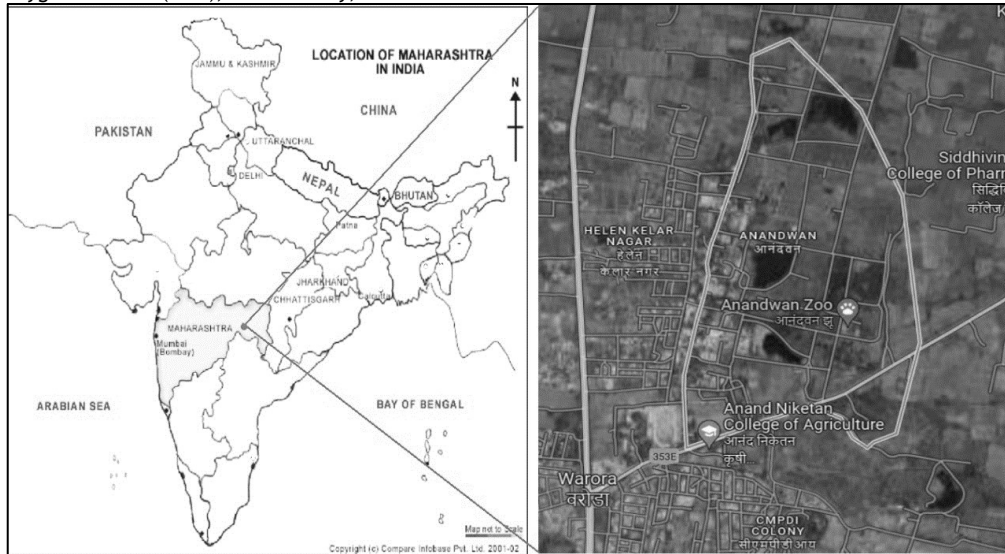 LOCATION OF MAHARASHTRA
IN INDIA
JAMMU & KASHMIR
CHINA
N
PAKISTAN
UTTARANCHAL
DELHI
NEPAL
BHUTAN
Patna
JHARKHAND
CHHATTISGARH
Calcutta
MAHARASHTRA
Mumbai
(Bombay)
ARABIAN SEA
BAY OF BENGAL
Map not to Scale
Copyright (c) Compare Infobase Pvt. Ltd. 2001-02
K
Siddhivin
College of Pharm
कॉलेज
HELEN KELAR
NAGAR
हेलेन
केलार नगर
ANANDWAN
आनंदवन
Anandwan Zoo
आनंदवन झू
Anand Niketan
College of Agriculture
आनंद निकेतन
कृषी
353E
Warora
वरोडा
CMPDI
COLONY
सीएमपीडीआय